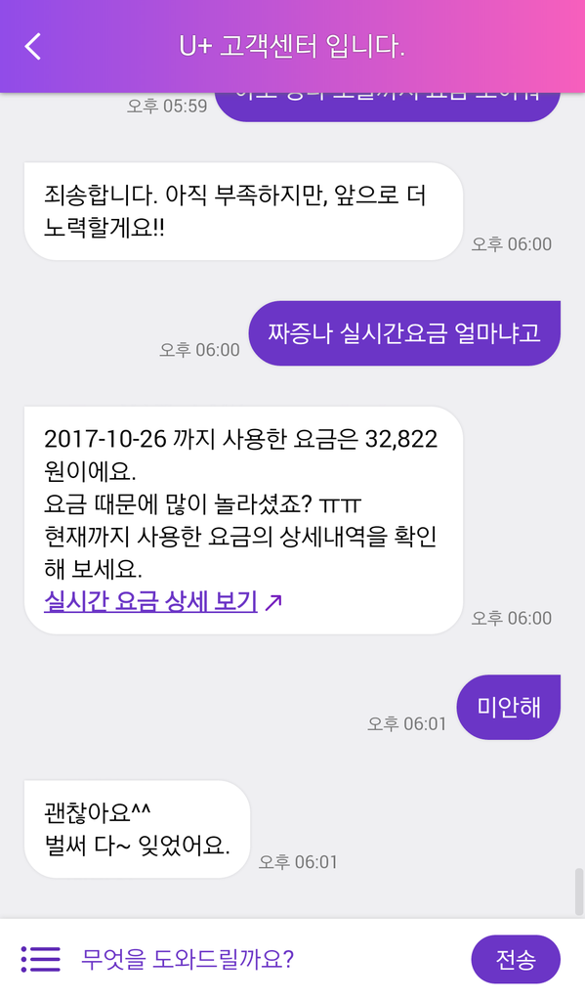 U+ 고객센터 입니다.
오후 05:59
죄송합니다. 아직 부족하지만, 앞으로 더
노력할게요!!
오후 06:00
짜증나 실시간요금 얼마냐고
오후 06:00
2017-10-26 까지 사용한 요금은 32,822
원이에요.
요금 때문에 많이 놀라셨죠? ㅠㅠ
현재까지 사용한 요금의 상세내역을 확인
해 보세요.
실시간 요금 상세 보기
오후 06:00
미안해
오후 06:01
괜찮아요^^
벌써 다~ 잊었어요.
오후 06:01
무엇을 도와드릴까요?
전송